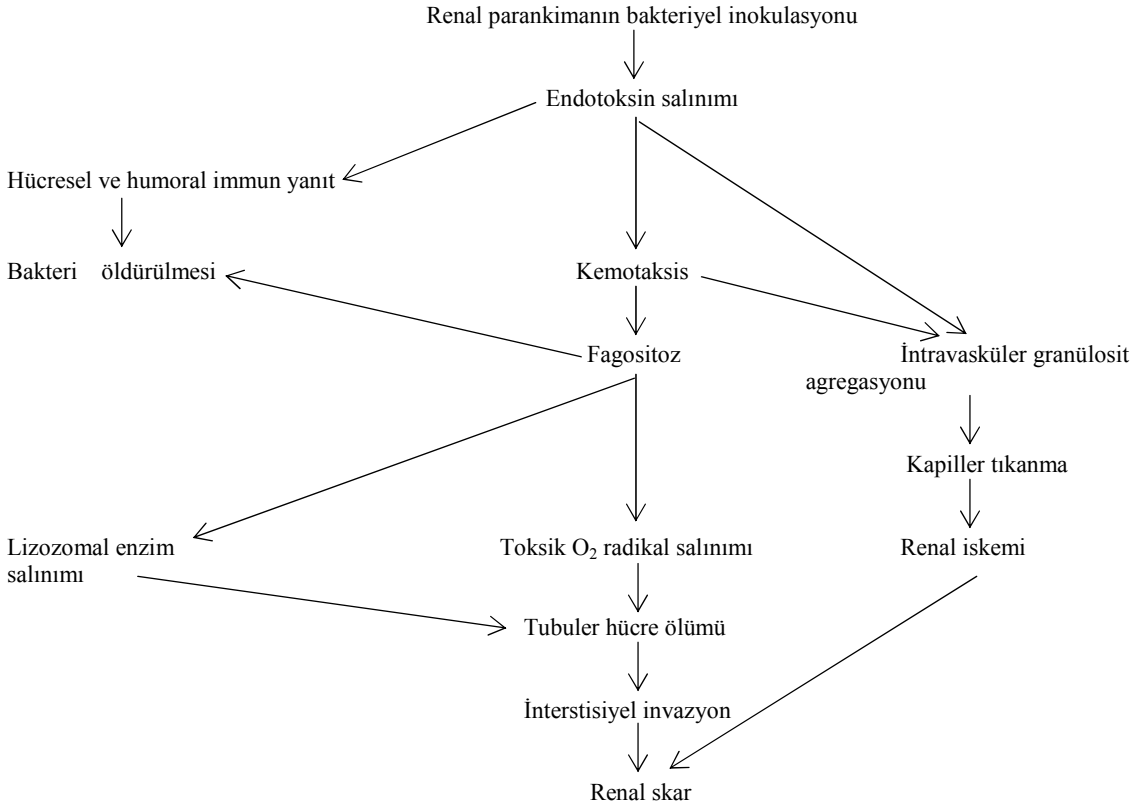 Renal parankimanın bakteriyel inokulasyonu
Endotoksin salınımı
Hücresel ve humoral immun yanıt
Bakteri öldürülmesi
Kemotaksis
Fagositoz
İntravasküler granülosit
agregasyonu
Kapiller tıkanma
Lizozomal enzim
salınımı
Toksik O₂ radikal salınımı
Renal iskemi
Tubuler hücre ölümü
İnterstisiyel invazyon
Renal skar